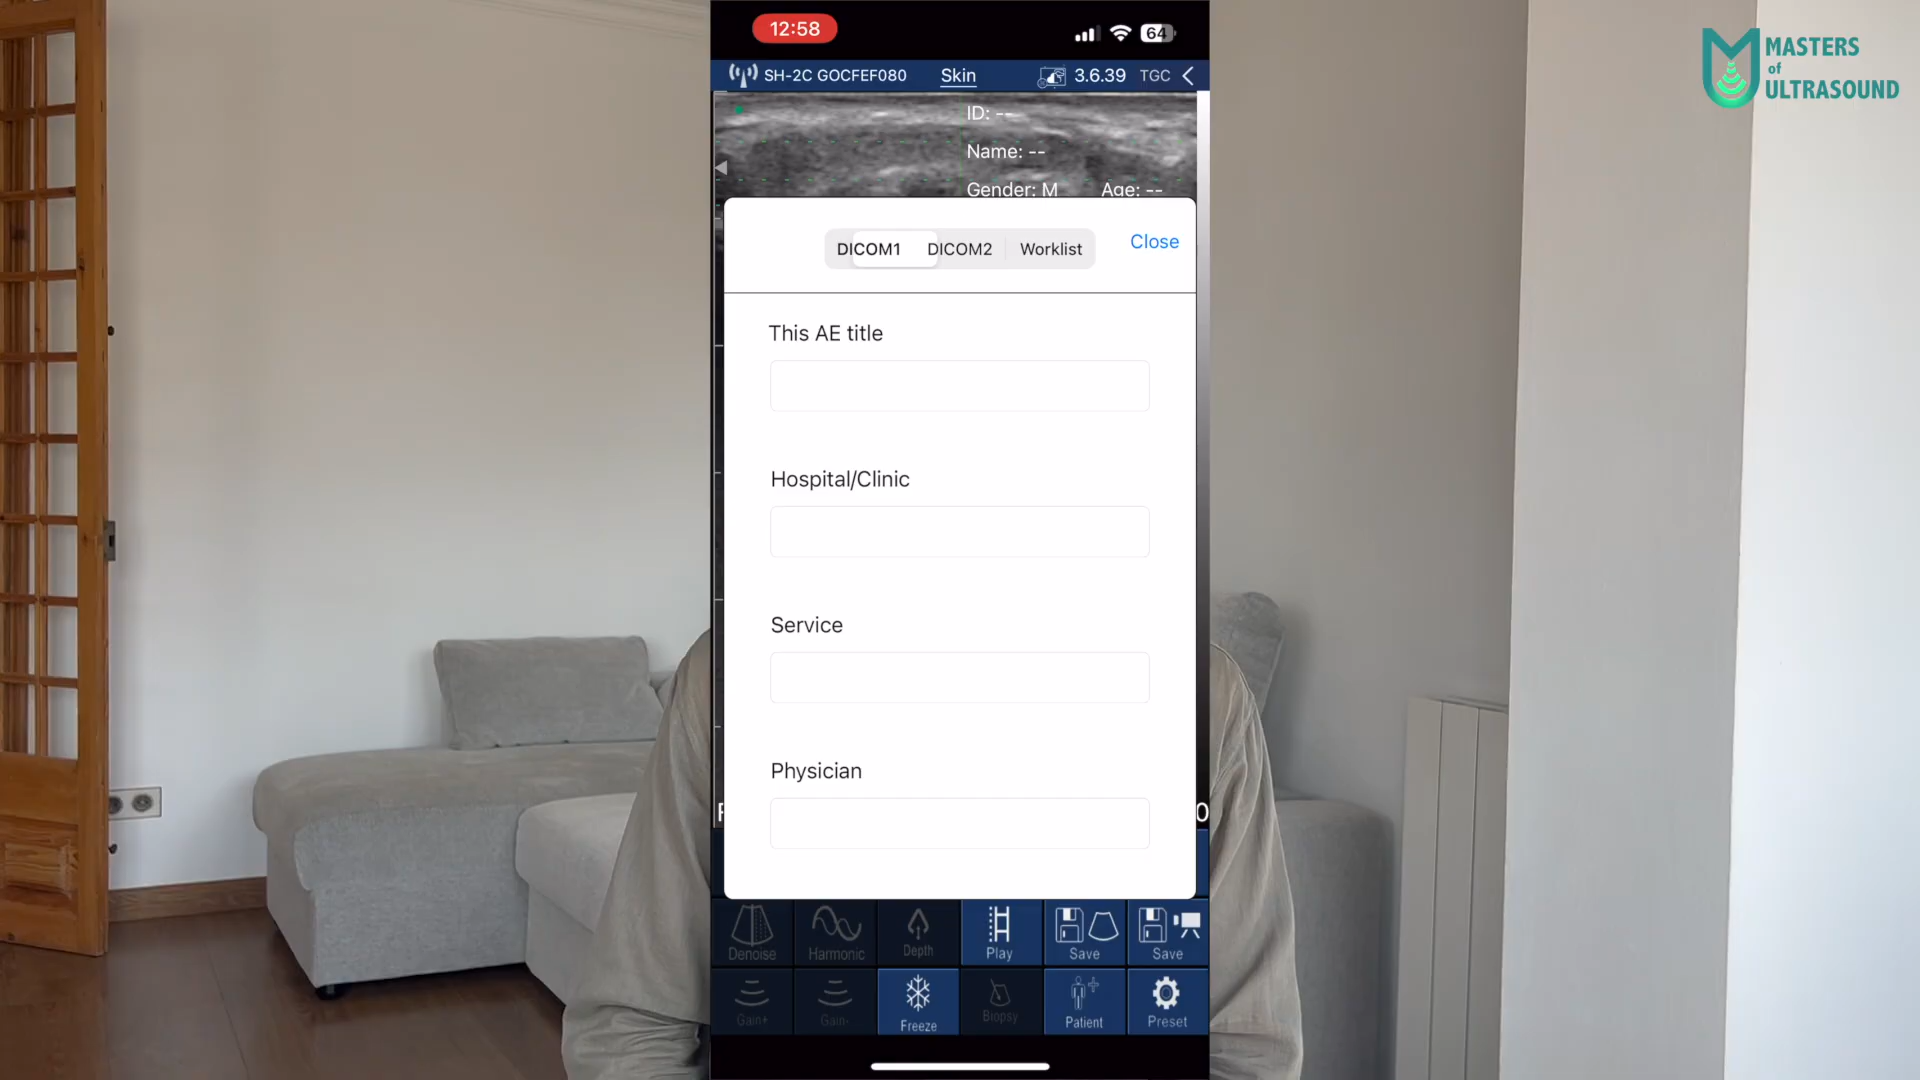 12:58
64
SH-2C GOCFEF080
Skin
3.6.39
TGC
ID: --
Name: --
Gender: M Age: --
DICOM1
DICOM2
Worklist
Close
This AE title
Hospital/Clinic
Service
Physician
Denoise
Harmonic
Depth
Play
Save
Save
Gain+
Gain-
Freeze
Biopsy
Patient
Preset
MASTERS
of
ULTRASOUND